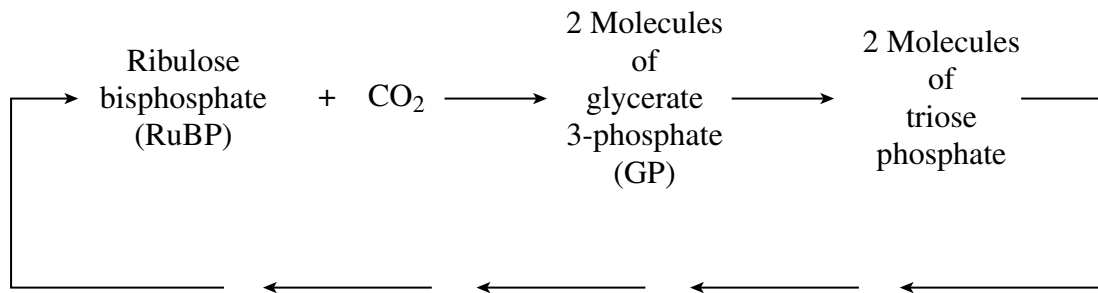 Ribulose
bisphosphate
(RuBP)
+
CO₂
2 Molecules
of
glycerate
3-phosphate
(GP)
2 Molecules
of
triose
phosphate